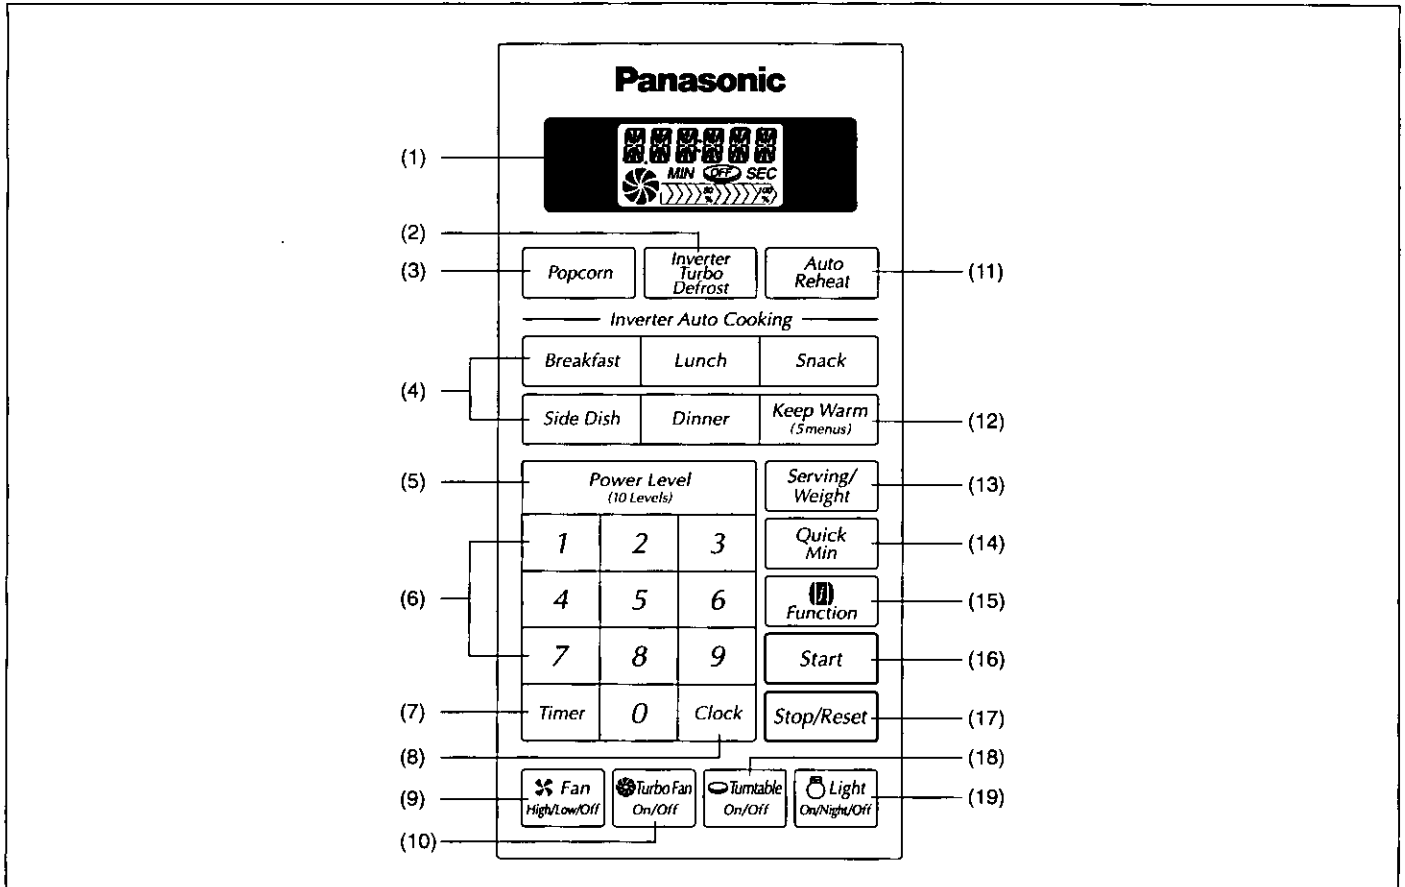 Panasonic
(1)
MIN OFF SEC
%
100
%
(2)
(3) Popcorn
Inverter
Turbo
Defrost
Auto
Reheat
(11)
Inverter Auto Cooking
Breakfast Lunch Snack
(4)
Side Dish Dinner
Keep Warm
(5menus)
(12)
(5)
Power Level
(10 Levels)
Serving/
Weight
(13)
1 2 3
Quick
Min
(14)
(6)
4 5 6
Function
(15)
7 8 9
Start (16)
(7) Timer 0 Clock
Stop/Reset (17)
(8)
(18)
(9)
Fan
High/Low/Off
Turbo Fan
On/Off
Turntable
On/Off
Light
On/Night/Off
(19)
(10)